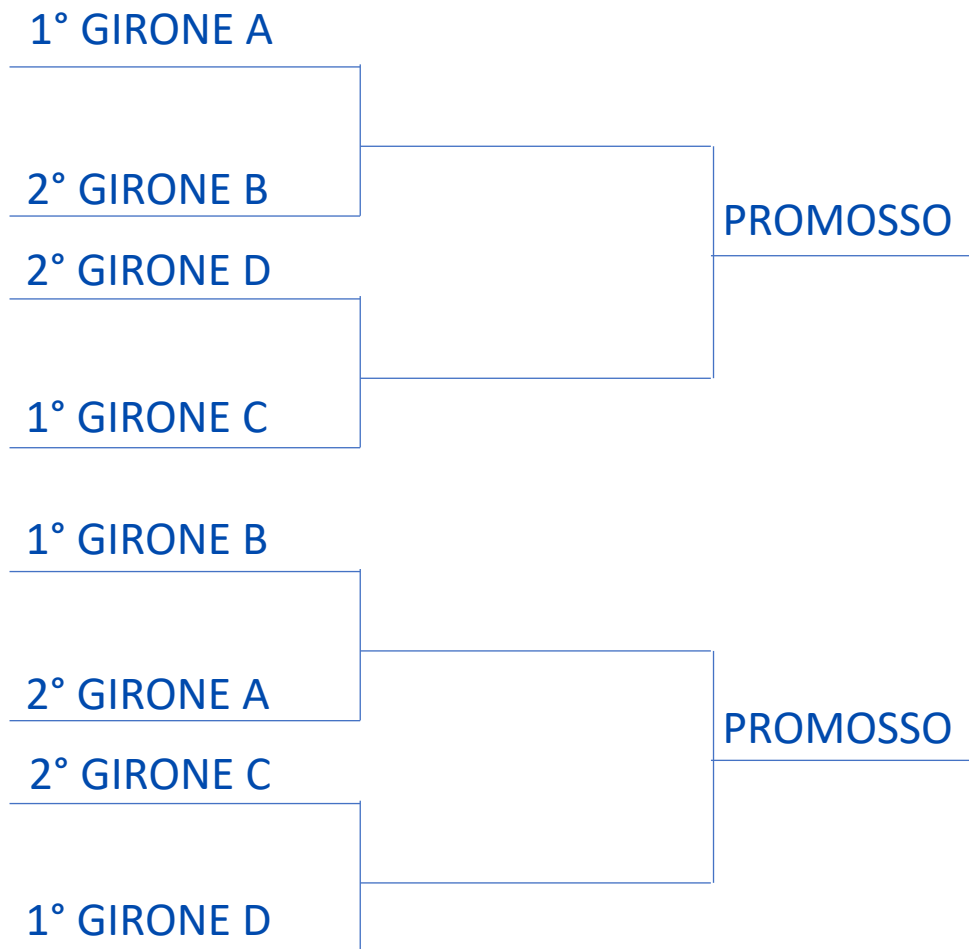 1° GIRONE A
2° GIRONE B
PROMOSSO
2° GIRONE D
1° GIRONE C
1° GIRONE B
2° GIRONE A
PROMOSSO
2° GIRONE C
1° GIRONE D